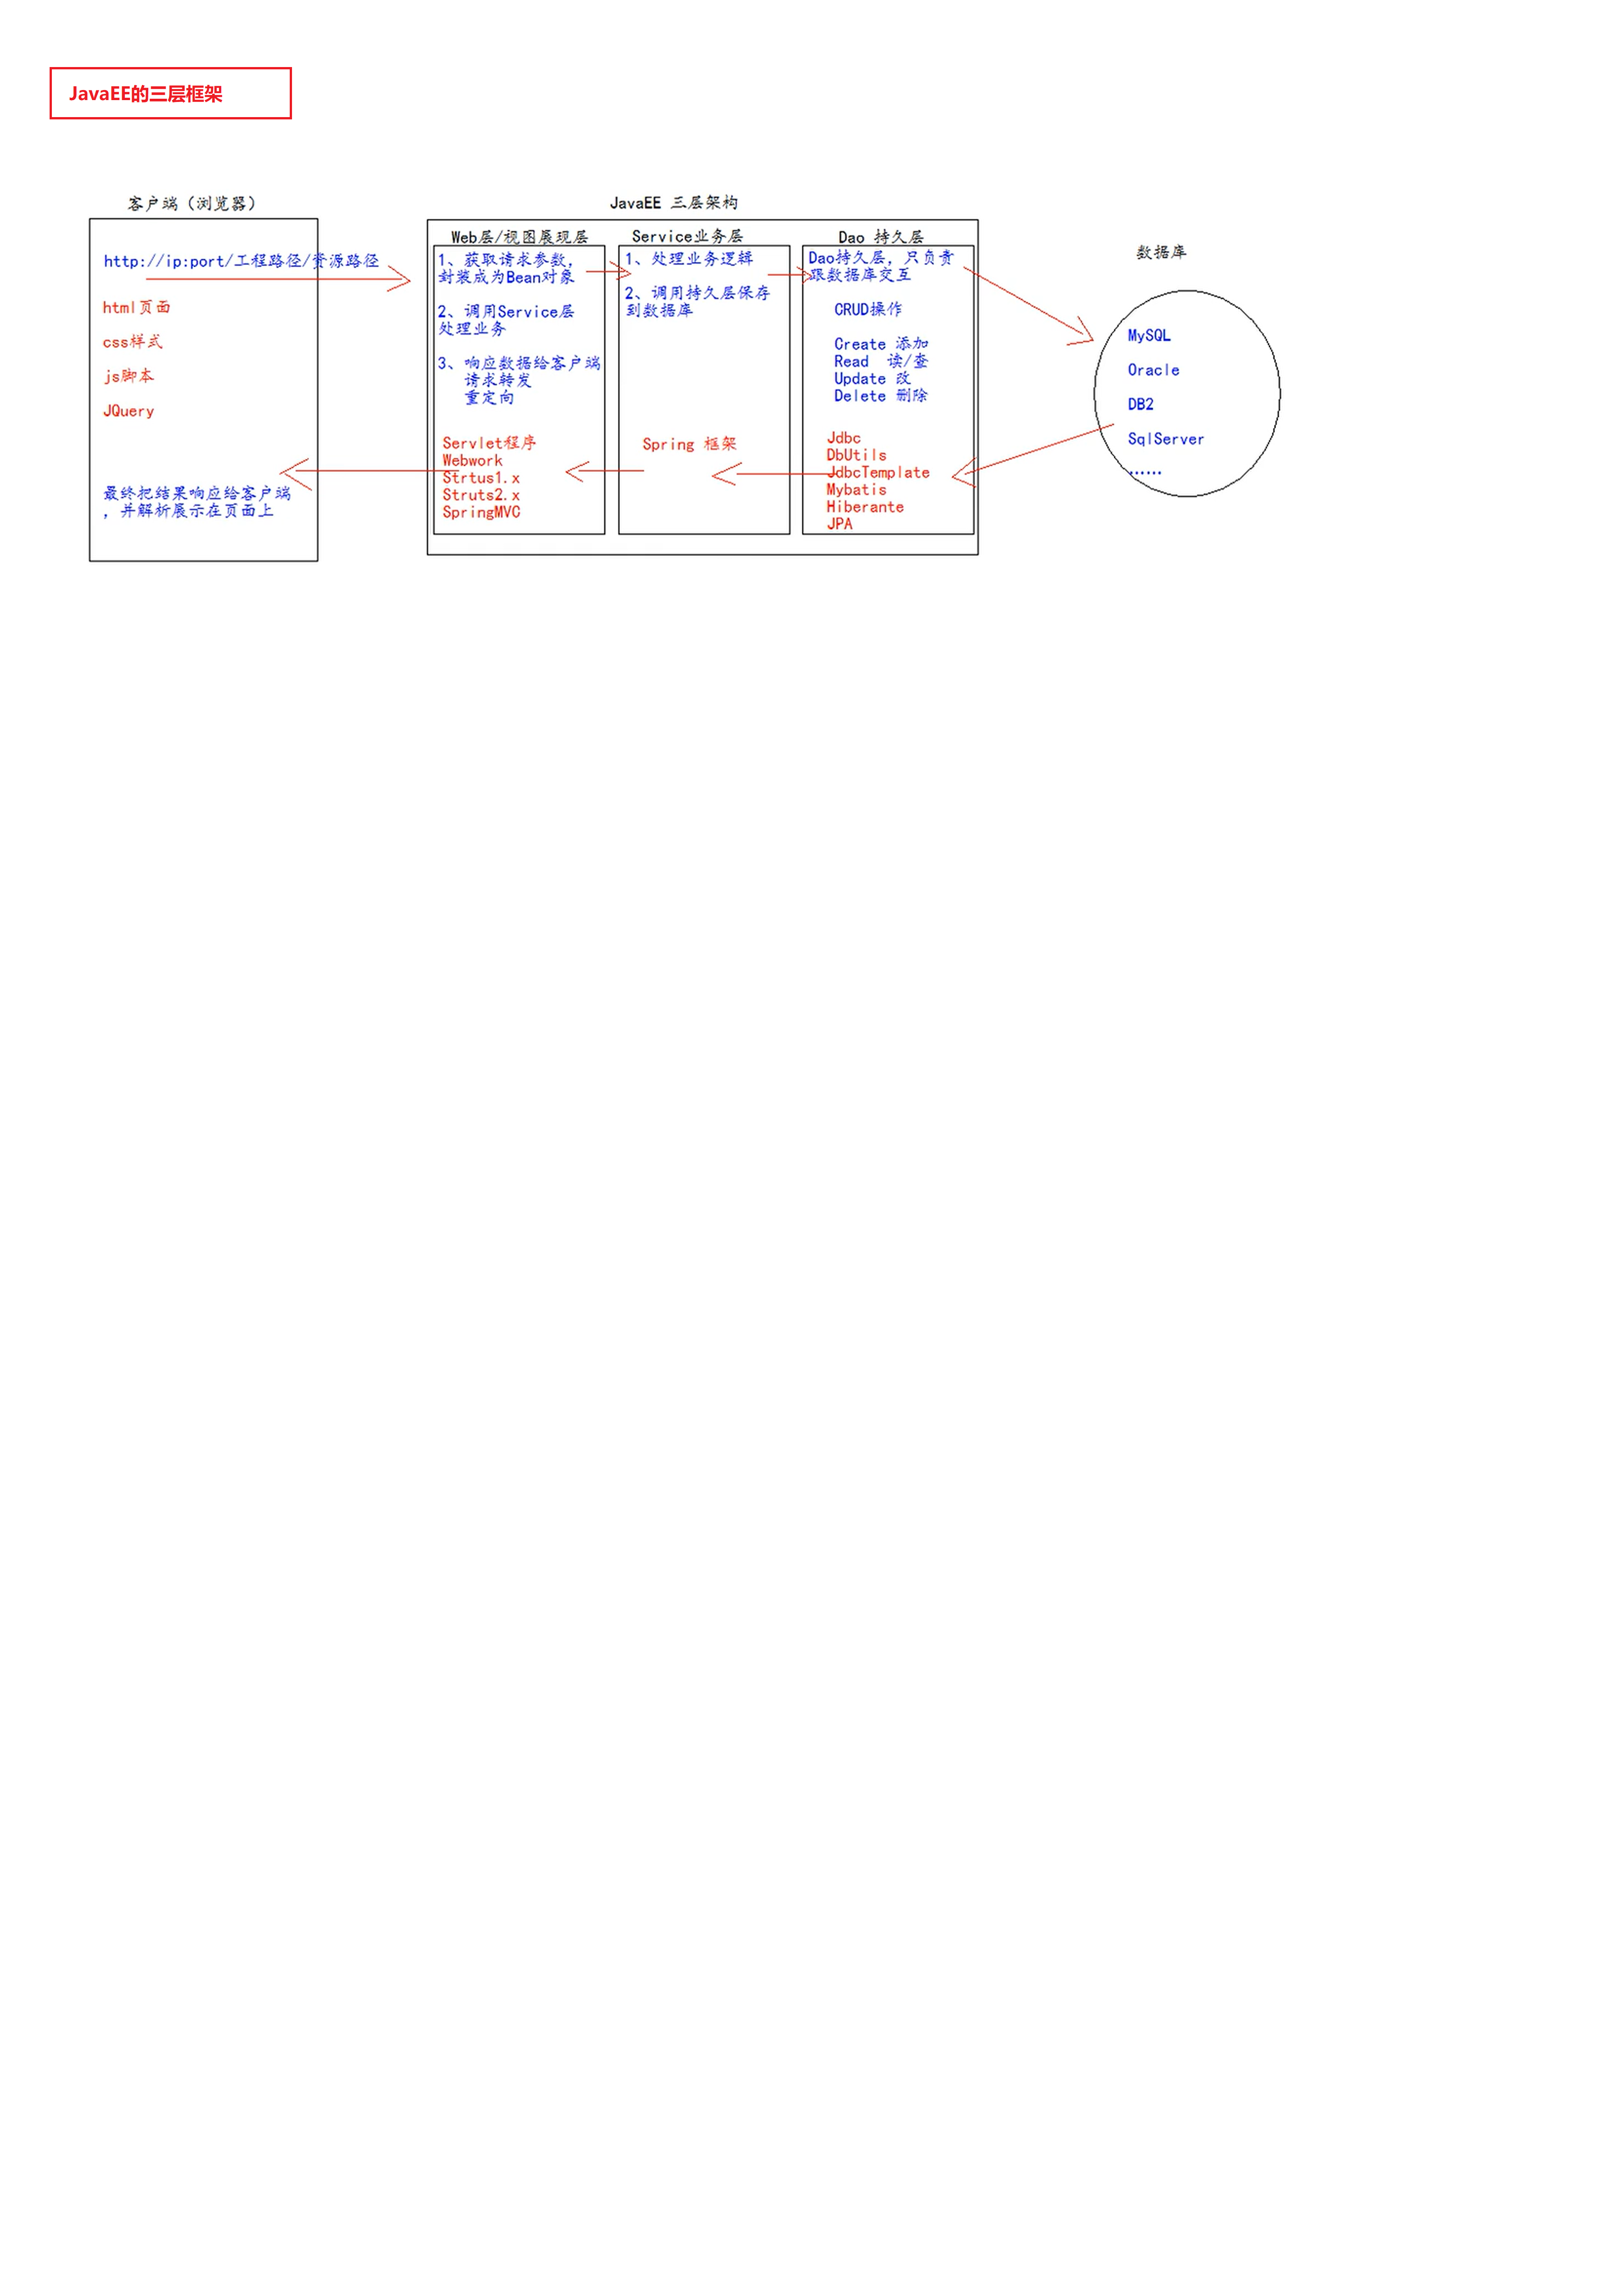 JavaEE的三层框架
客户端（浏览器）
http://ip:port/工程路径/资源路径
html页面
css样式
js脚本
JQuery
最终把结果响应给客户端
，并解析展示在页面上
JavaEE 三层架构
Web层/视图展现层
1、获取请求参数，
封装成为Bean对象
2、调用Service层
处理业务
3、响应数据给客户端
请求转发
重定向
Servlet程序
Webwork
Strtus1.x
Struts2.x
SpringMVC
Service业务层
1、处理业务逻辑
2、调用持久层保存
到数据库
Spring 框架
Dao 持久层
Dao持久层，只负责
跟数据库交互
CRUD操作
Create 添加
Read 读/查
Update 改
Delete 删除
Jdbc
DbUtils
JdbcTemplate
Mybatis
Hiberante
JPA
数据库
MySQL
Oracle
DB2
SqlServer
......